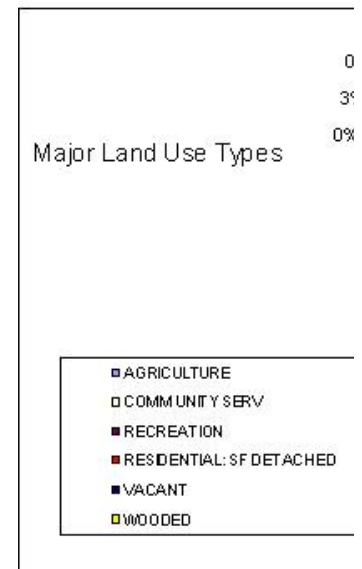 0
3%
0%
Major Land Use Types
AGRICULTURE
COMMUNITY SERV
RECREATION
RESIDENTIAL: SF DETACHED
VACANT
WOODED